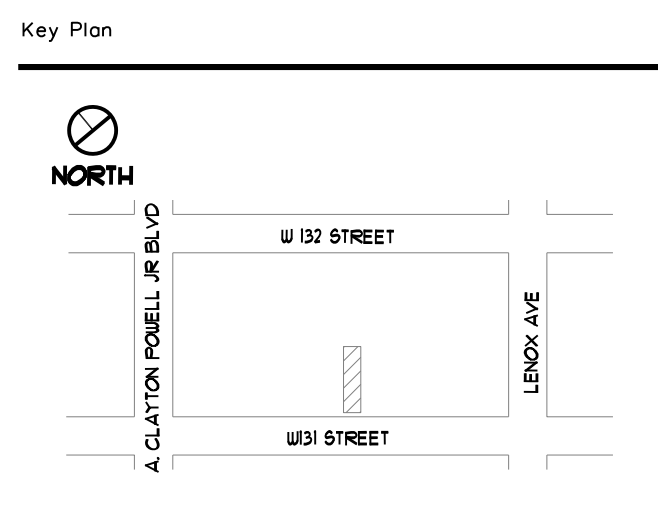 Key Plan
NORTH
W 132 STREET
A. CLAYTON POWELL JR BLVD
LENOX AVE
W131 STREET